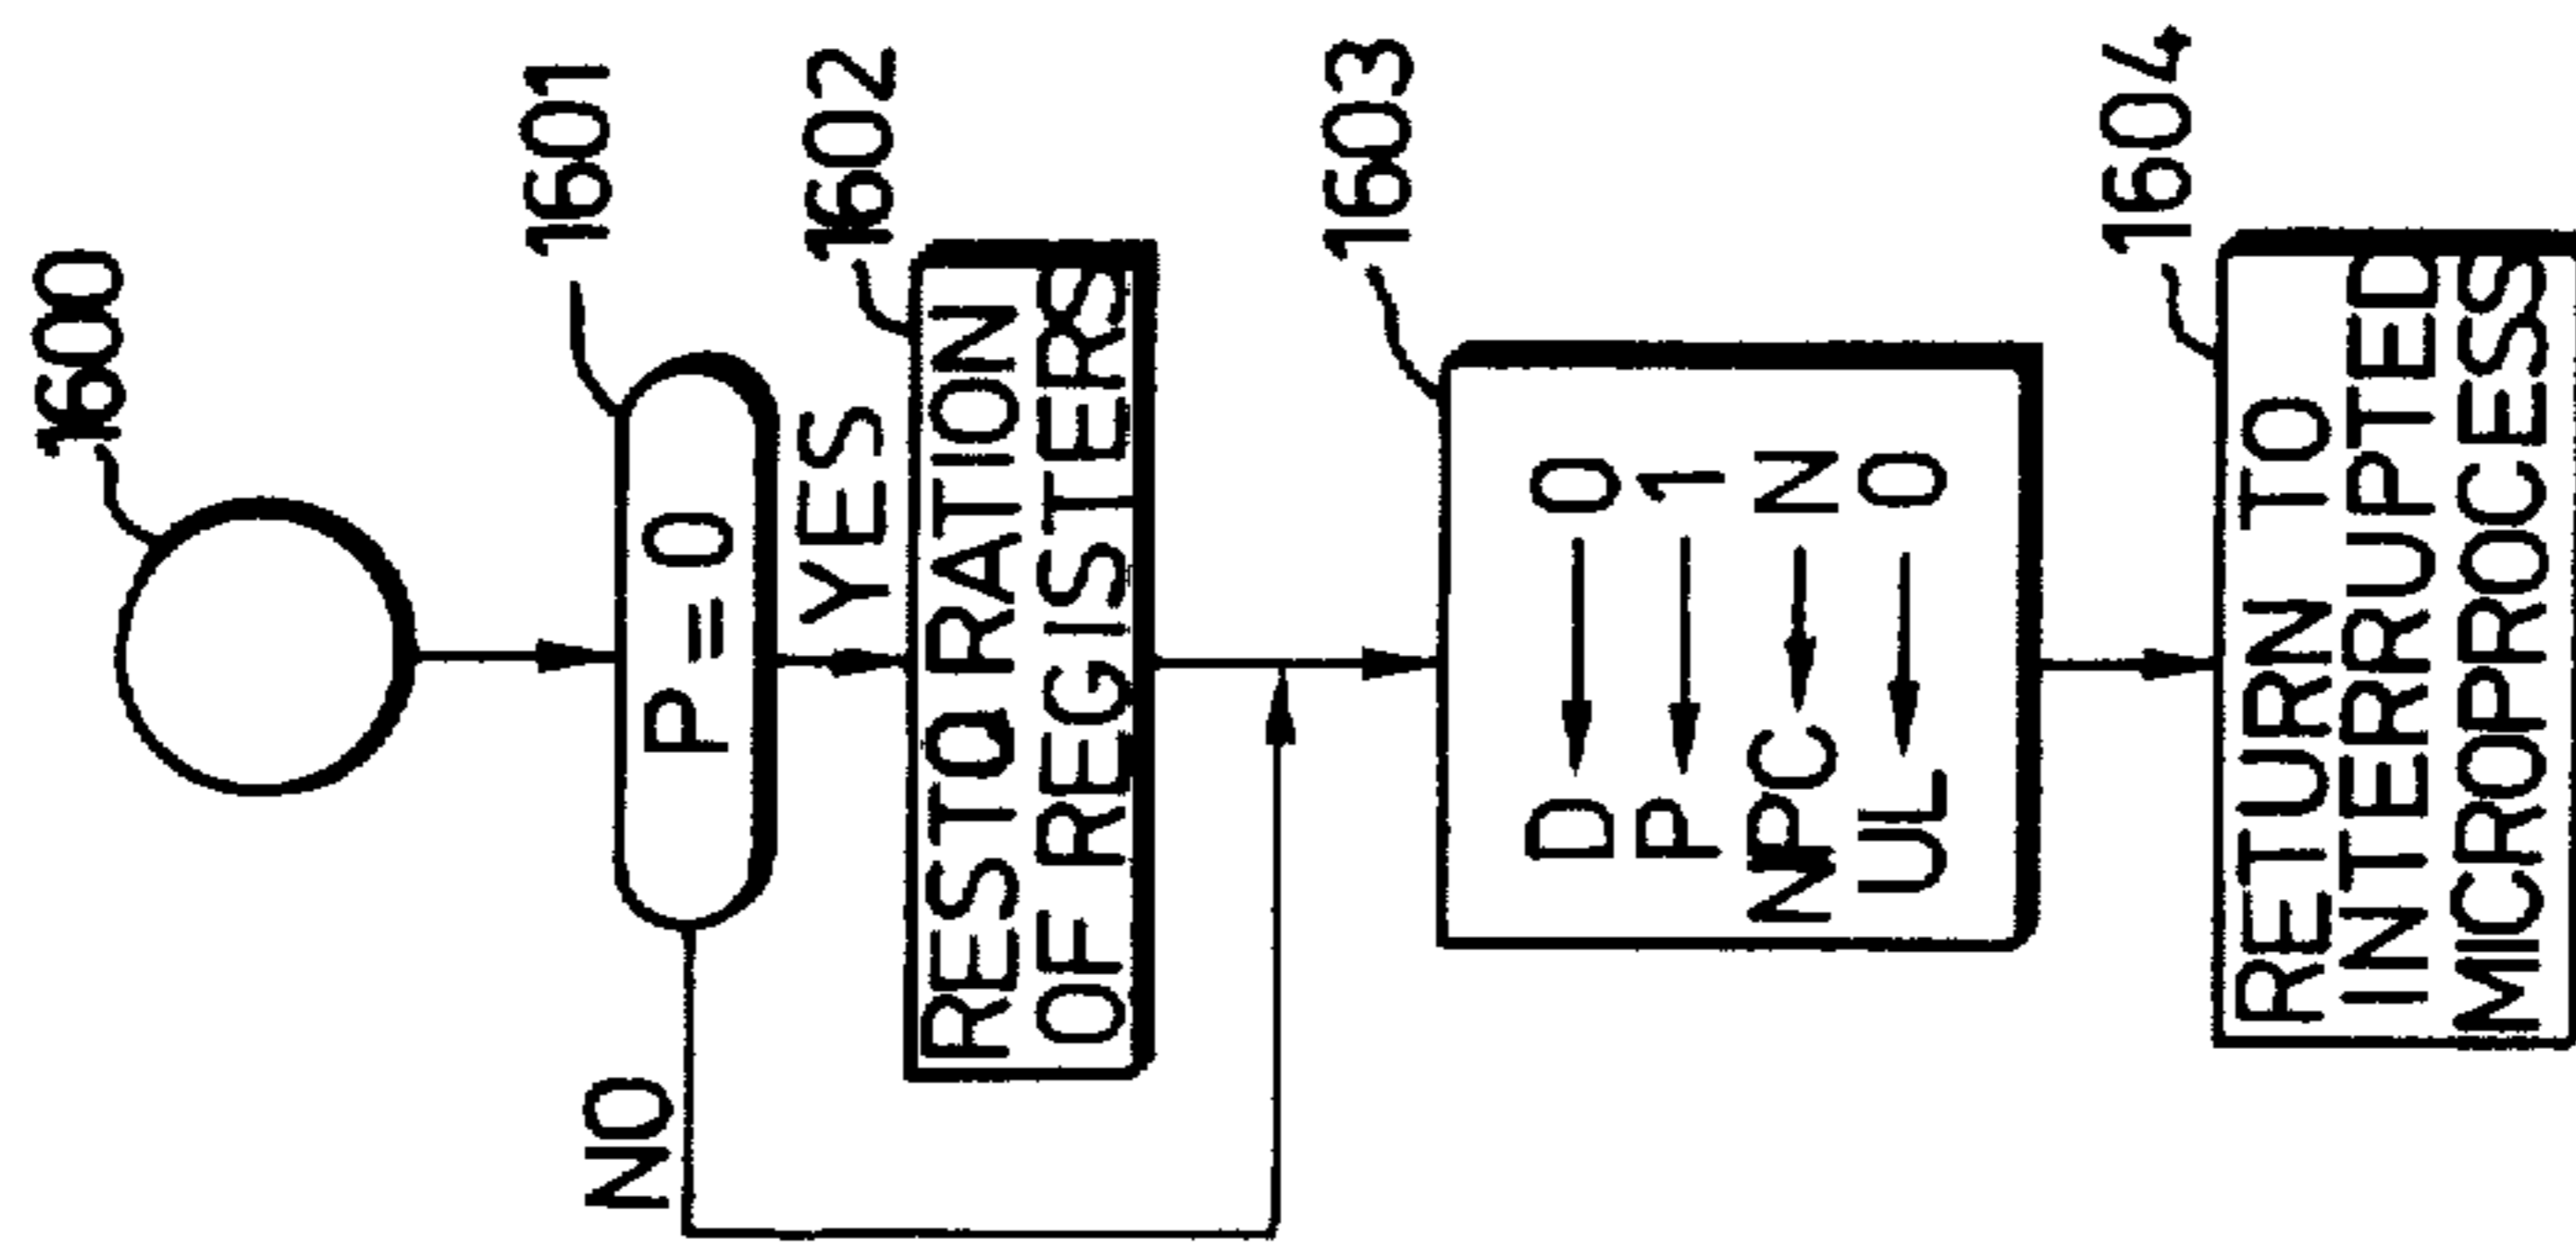 1600
1601
P = 0
NO
YES
1602
RESTORATION
OF REGISTERS
1603
D ← 0
P ← 1
NPC ← N
UL ← 0
1604
RETURN TO
INTERRUPTED
MICROPROCESS